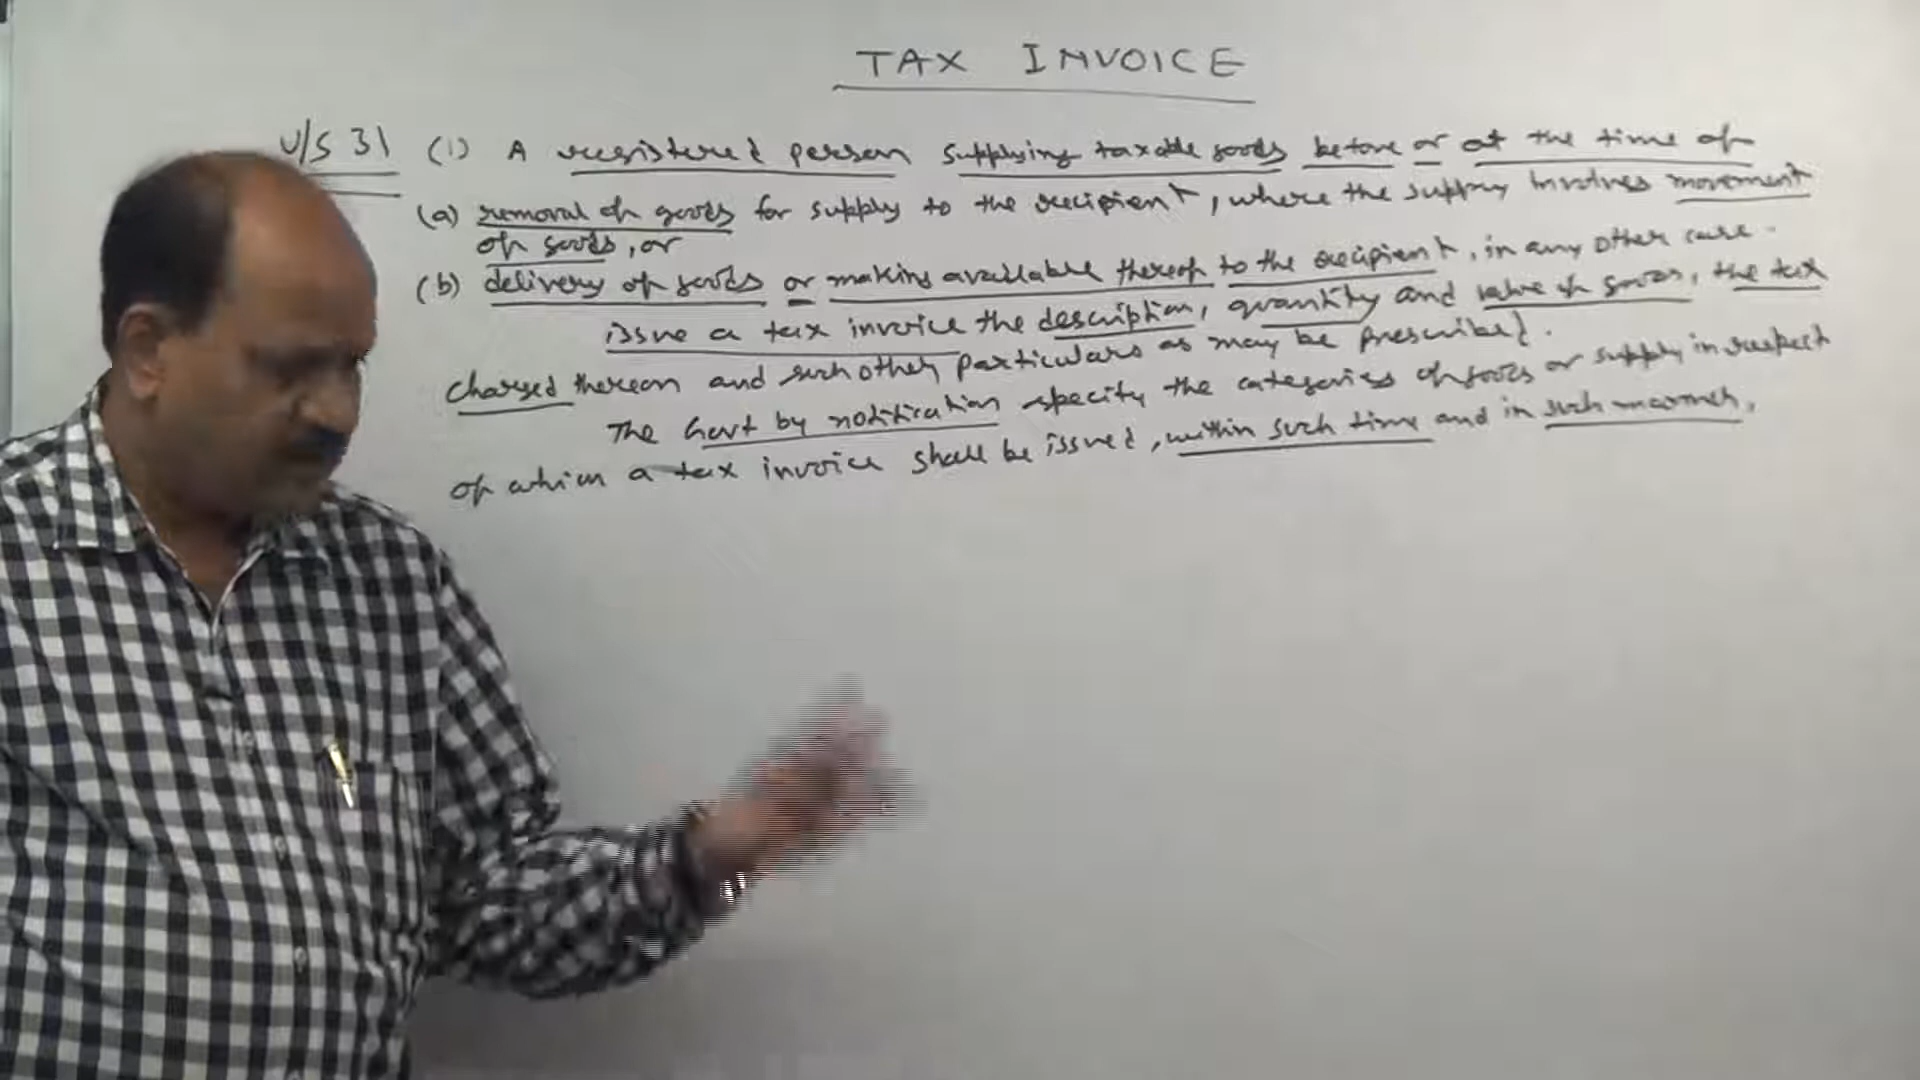 TAX INVOICE
U/S 31 (1) A registered person supplying taxable goods before or at the time of
(a) removal of goods for supply to the recipient, where the supply involves movement
of goods, or
(b) delivery of goods or making available thereof to the recipient, in any other case.
issue a tax invoice the description, quantity and value of goods, the tax
charged thereon and such other particulars as may be prescribed.
The Govt by notification specify the categories of goods or supply in respect
of which a tax invoice shall be issued, within such time and in such manner,